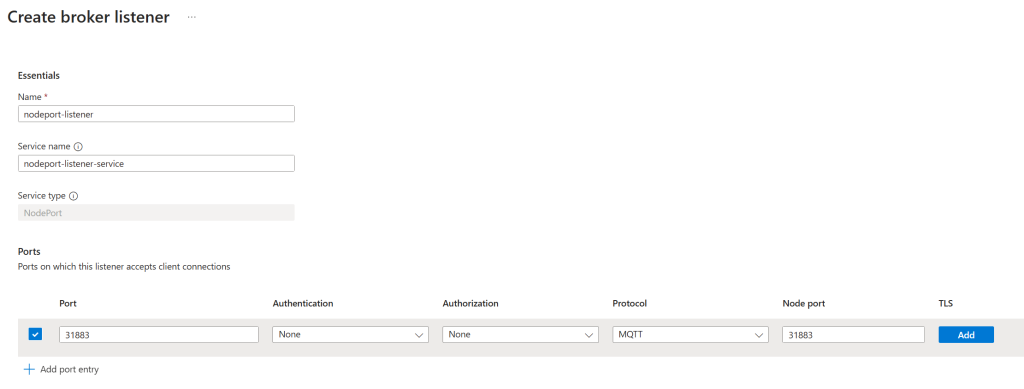 Create broker listener ...
Essentials
Name *
nodeport-listener
Service name
nodeport-listener-service
Service type
NodePort
Ports
Ports on which this listener accepts client connections
Port Authentication Authorization Protocol Node port TLS
31883 None None MQTT 31883 Add
Add port entry